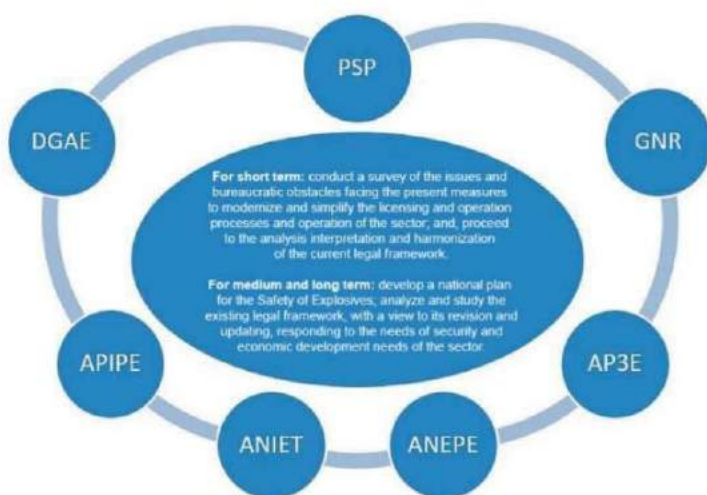 PSP
DGAE
GNR
For short term: conduct a survey of the issues and
bureaucratic obstacles facing the present measures
to modernize and simplify the licensing and operation
processes and operation of the sector; and, proceed
to the analysis interpretation and harmonization
of the current legal framework.
For medium and long term: develop a national plan
for the Safety of Explosives; analyze and study the
existing legal framework, with a view to its revision and
updating, responding to the needs of security and
economic development needs of the sector.
APIPE
AP3E
ANIET
ANEPE